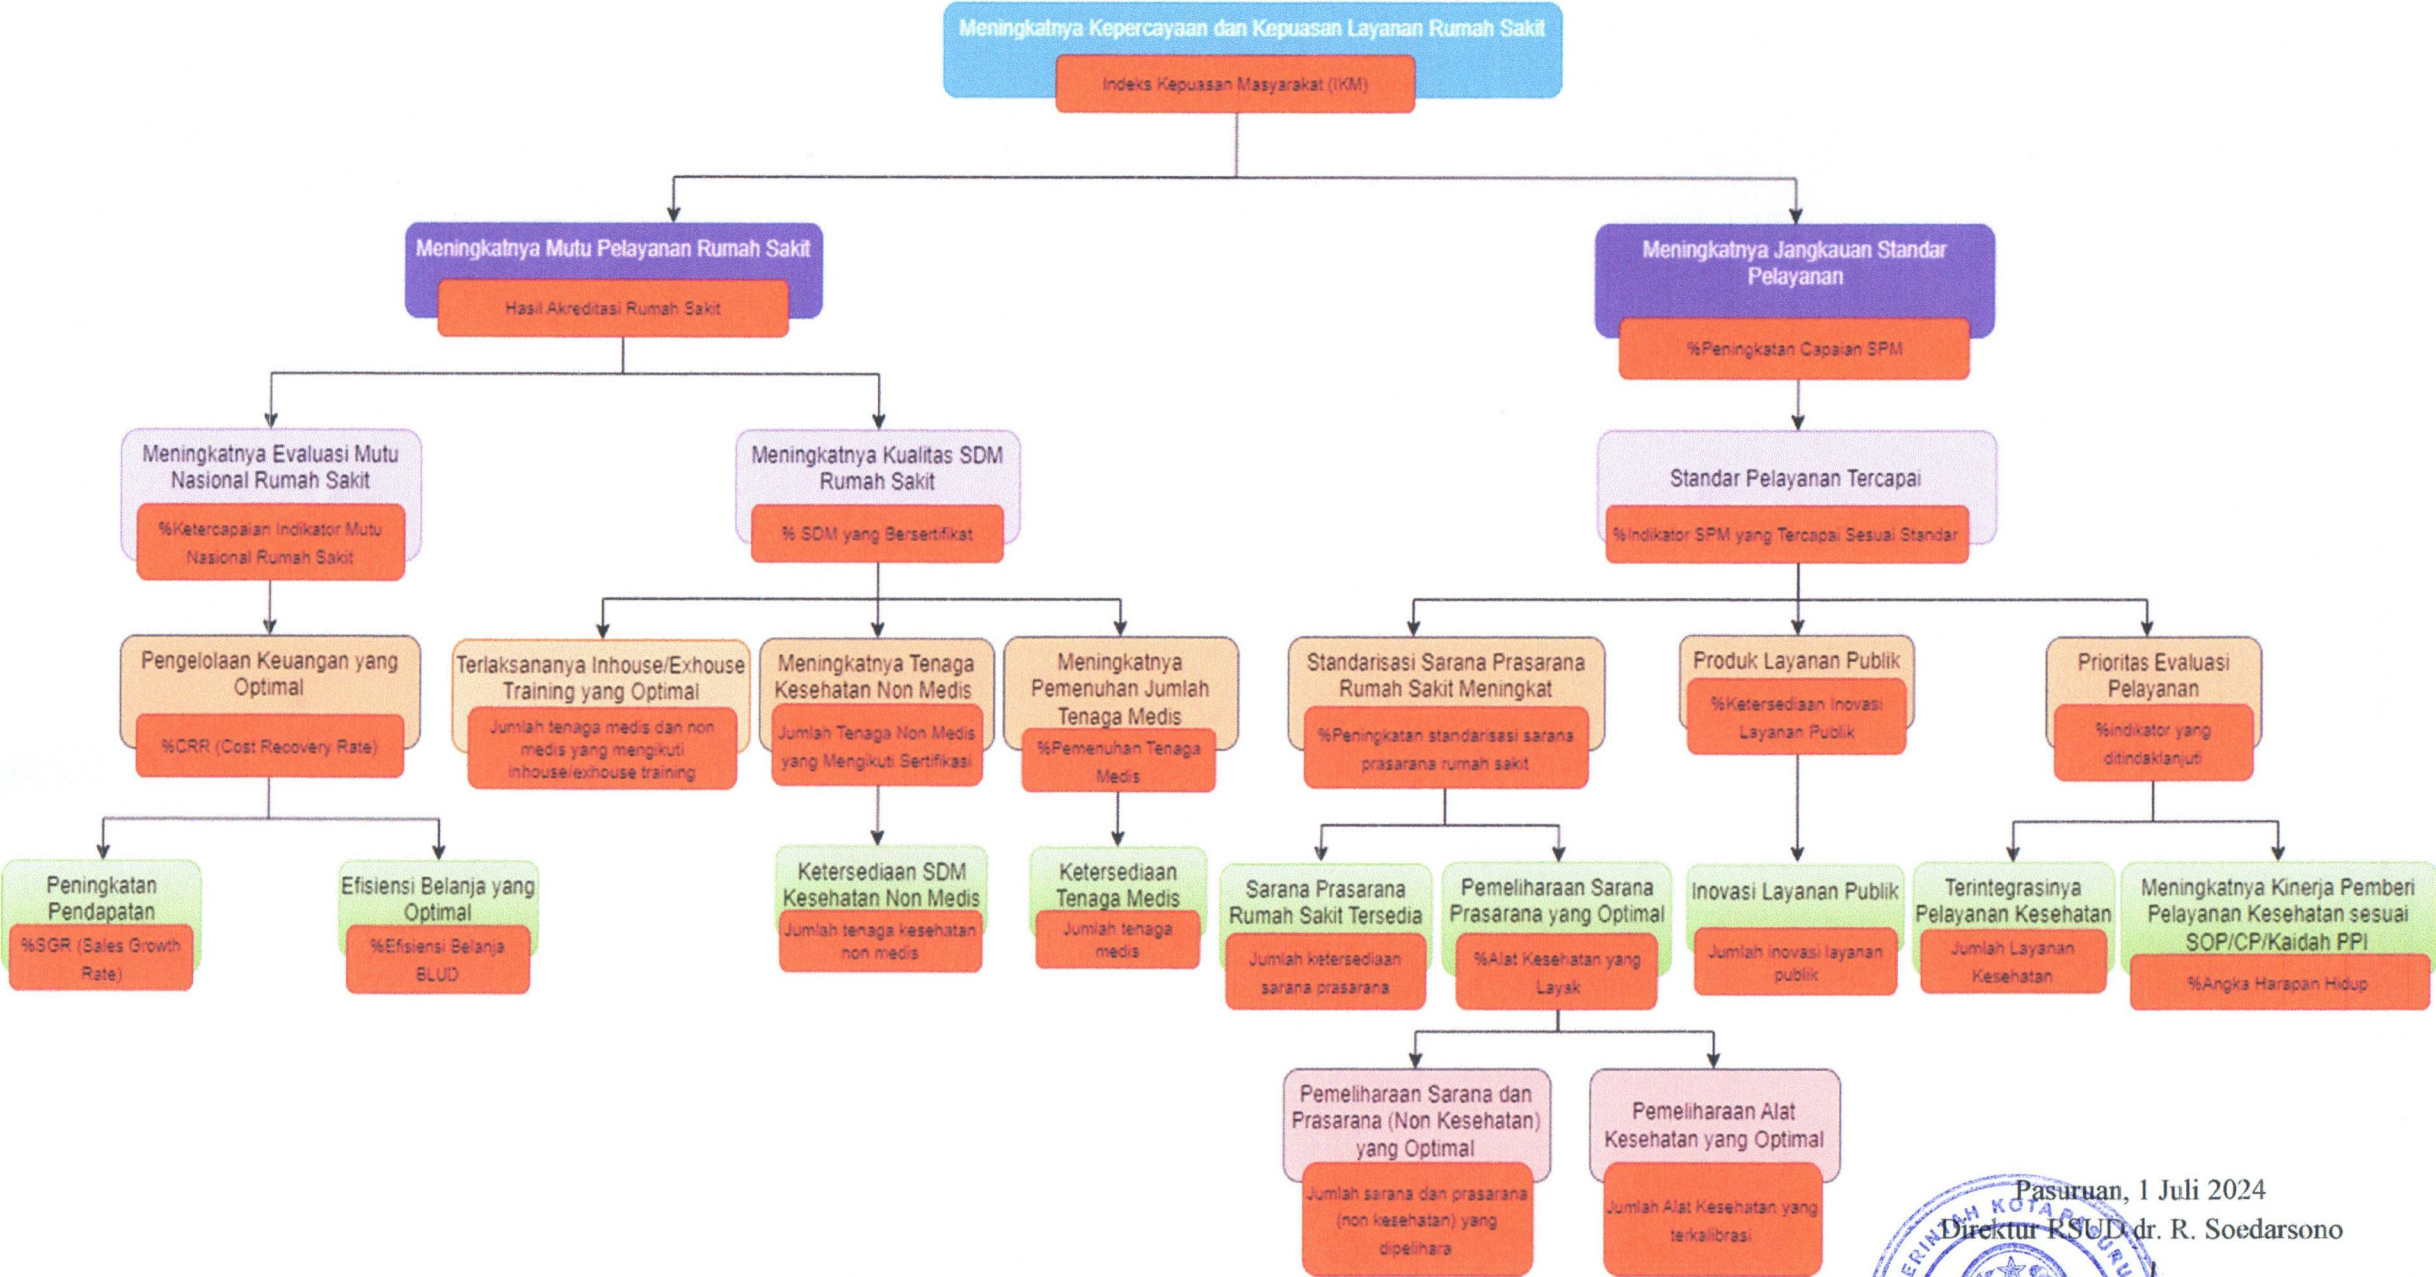 Meningkatnya Kepercayaan dan Kepuasan Layanan Rumah Sakit
Indeks Kepuasan Masyarakat (IKM)
Meningkatnya Mutu Pelayanan Rumah Sakit
Hasil Akreditasi Rumah Sakit
Meningkatnya Jangkauan Standar
Pelayanan
%Peningkatan Capaian SPM
Meningkatnya Evaluasi Mutu
Nasional Rumah Sakit
%Ketercapaian Indikator Mutu
Nasional Rumah Sakit
Meningkatnya Kualitas SDM
Rumah Sakit
% SDM yang Bersertifikat
Standar Pelayanan Tercapai
%Indikator SPM yang Tercapai Sesuai Standar
Pengelolaan Keuangan yang
Optimal
%CRR (Cost Recovery Rate)
Terlaksananya Inhouse/Exhouse
Training yang Optimal
Jumlah tenaga medis dan non
medis yang mengikuti
inhouse/exhouse training
Meningkatnya Tenaga
Kesehatan Non Medis
Jumlah Tenaga Non Medis
yang Mengikuti Sertifikasi
Meningkatnya
Pemenuhan Jumlah
Tenaga Medis
%Pemenuhan Tenaga
Medis
Standarisasi Sarana Prasarana
Rumah Sakit Meningkat
%Peningkatan standarisasi sarana
prasarana rumah sakit
Produk Layanan Publik
%Ketersediaan Inovasi
Layanan Publik
Prioritas Evaluasi
Pelayanan
%indikator yang
ditindaklanjuti
Peningkatan
Pendapatan
%SGR (Sales Growth
Rate)
Efisiensi Belanja yang
Optimal
%Efisiensi Belanja
BLUD
Ketersediaan SDM
Kesehatan Non Medis
Jumlah tenaga kesehatan
non medis
Ketersediaan
Tenaga Medis
Jumlah tenaga
medis
Sarana Prasarana
Rumah Sakit Tersedia
Jumlah ketersediaan
sarana prasarana
Pemeliharaan Sarana
Prasarana yang Optimal
%Alat Kesehatan yang
Layak
Inovasi Layanan Publik
Jumlah inovasi layanan
publik
Terintegrasinya
Pelayanan Kesehatan
Jumlah Layanan
Kesehatan
Meningkatnya Kinerja Pemberi
Pelayanan Kesehatan sesuai
SOP/CP/Kaidah PPI
%Angka Harapan Hidup
Pemeliharaan Sarana dan
Prasarana (Non Kesehatan)
yang Optimal
Jumlah sarana dan prasarana
(non kesehatan) yang
dipelihara
Pemeliharaan Alat
Kesehatan yang Optimal
Jumlah Alat Kesehatan yang
terkalibrasi
Pasuruan, 1 Juli 2024
Direktur RSUD dr. R. Soedarsono
KOTA